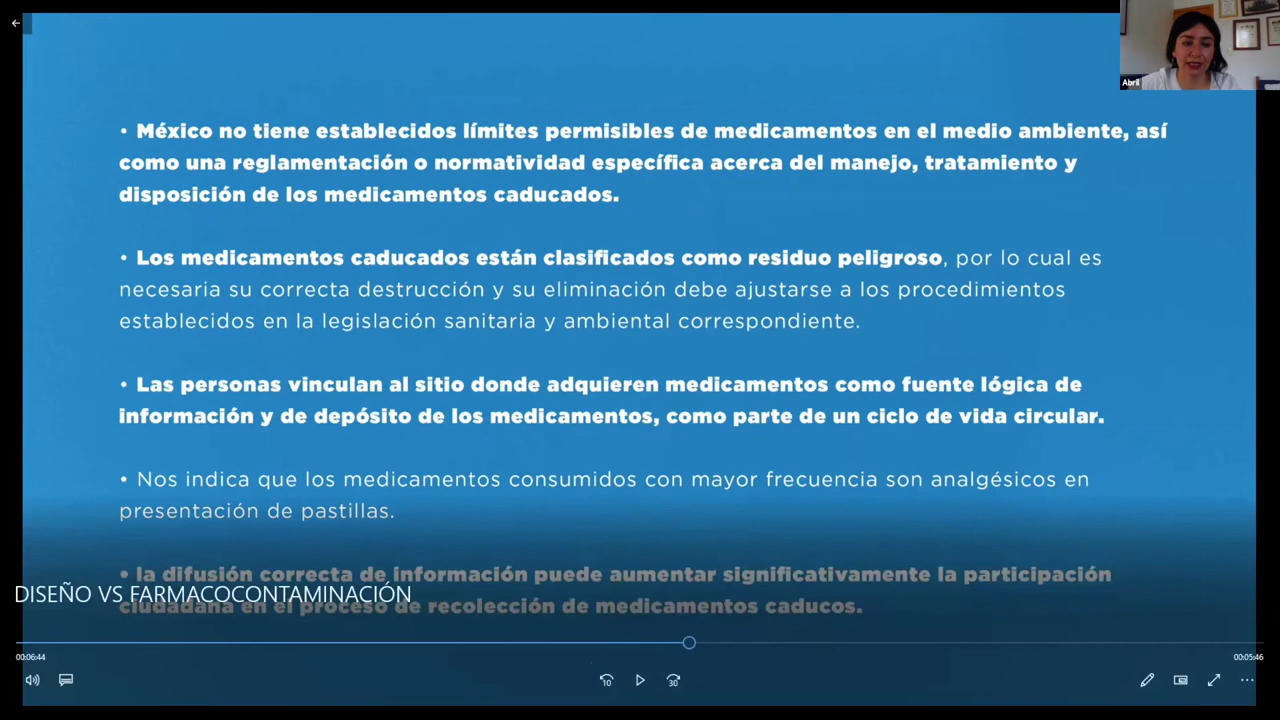 Abril
• México no tiene establecidos límites permisibles de medicamentos en el medio ambiente, así
como una reglamentación o normatividad específica acerca del manejo, tratamiento y
disposición de los medicamentos caducados.
• Los medicamentos caducados están clasificados como residuo peligroso, por lo cual es
necesaria su correcta destrucción y su eliminación debe ajustarse a los procedimientos
establecidos en la legislación sanitaria y ambiental correspondiente.
• Las personas vinculan al sitio donde adquieren medicamentos como fuente lógica de
información y de depósito de los medicamentos, como parte de un ciclo de vida circular.
• Nos indica que los medicamentos consumidos con mayor frecuencia son analgésicos en
presentación de pastillas.
• la difusión correcta de información puede aumentar significativamente la participación
DISEÑO VS FARMACOCONTAMINACIÓN
ciudadana en el proceso de recolección de medicamentos caducos.
00:06:44
00:05:46
10
30